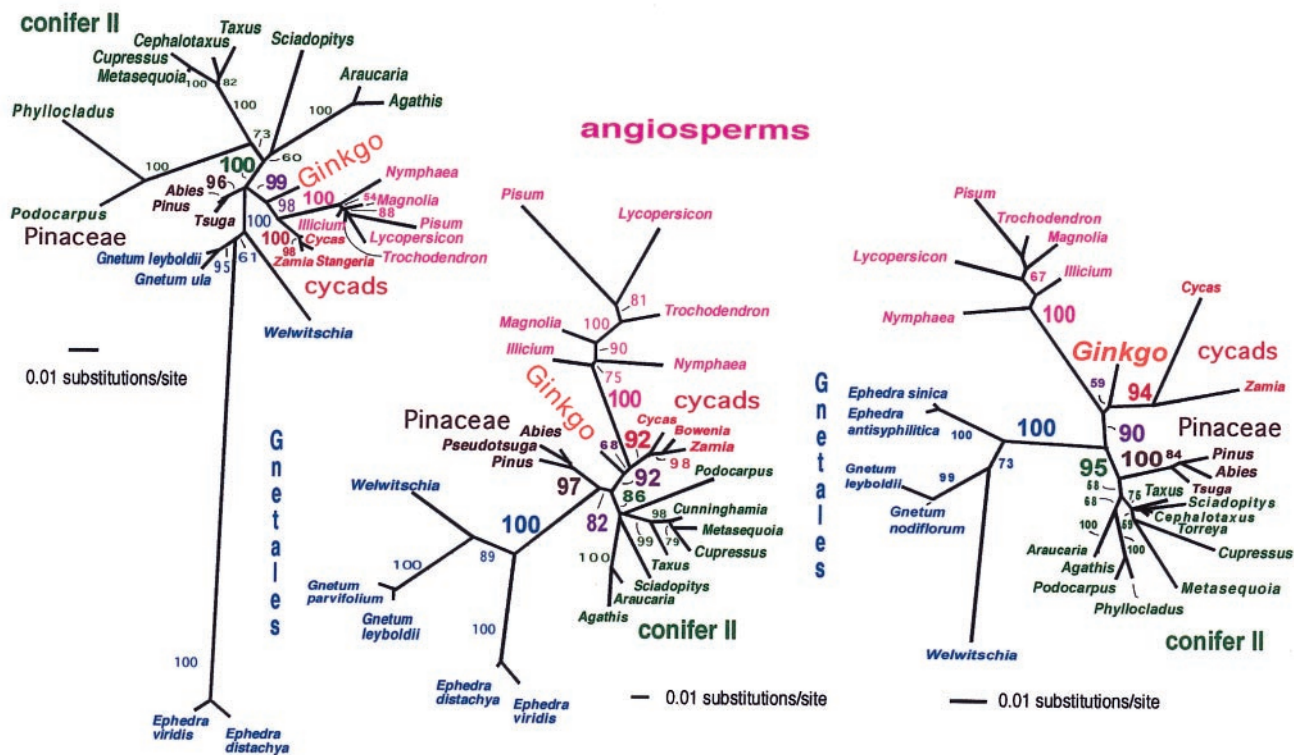 conifer II
Taxus
Cephalotaxus
Sciadopitys
Cupressus
Metasequoia
100
82
Araucaria
Agathis
100
100
Phyllocladus
73
60
100
100
Podocarpus
96
99
Ginkgo
Abies
Pinus
Tsuga
98
100
Nymphaea
54
Magnolia
88
Illicium
Pisum
Lycopersicon
Trochodendron
Pinaceae
100
100
Cycas
98
Zamia Stangeria
cycads
Gnetum leyboldii
Gnetum ula
95
61
Welwitschia
0.01 substitutions/site
100
Ephedra
viridis
Ephedra
distachya
Gnetales
angiosperms
Pisum
Lycopersicon
81
Trochodendron
100
Magnolia
90
Illicium
Nymphaea
75
100
Ginkgo
cycads
Pinaceae
Abies
Pseudotsuga
Pinus
68
92
Cycas
Bowenia
Zamia
98
92
Podocarpus
97
86
82
Cunninghamia
98
Metasequoia
99
79
Cupressus
Taxus
100
Sciadopitys
Araucaria
Agathis
conifer II
Welwitschia
100
89
100
Gnetum
parvifolium
Gnetum
leyboldii
100
Ephedra
distachya
Ephedra
viridis
0.01 substitutions/site
Pisum
Trochodendron
Magnolia
Lycopersicon
67
Illicium
Nymphaea
100
Cycas
Ginkgo
cycads
59
94
Zamia
90
Gnetales
Ephedra sinica
Ephedra
antisyphilitica
100
100
Pinaceae
95
100
84
Pinus
Abies
Tsuga
99
73
Gnetum
leyboldii
Gnetum
nodiflorum
68
75
Taxus
Sciadopitys
Cephalotaxus
Torreya
59
100
100
Cupressus
Araucaria
Agathis
Podocarpus
Metasequoia
Phyllocladus
conifer II
Welwitschia
0.01 substitutions/site